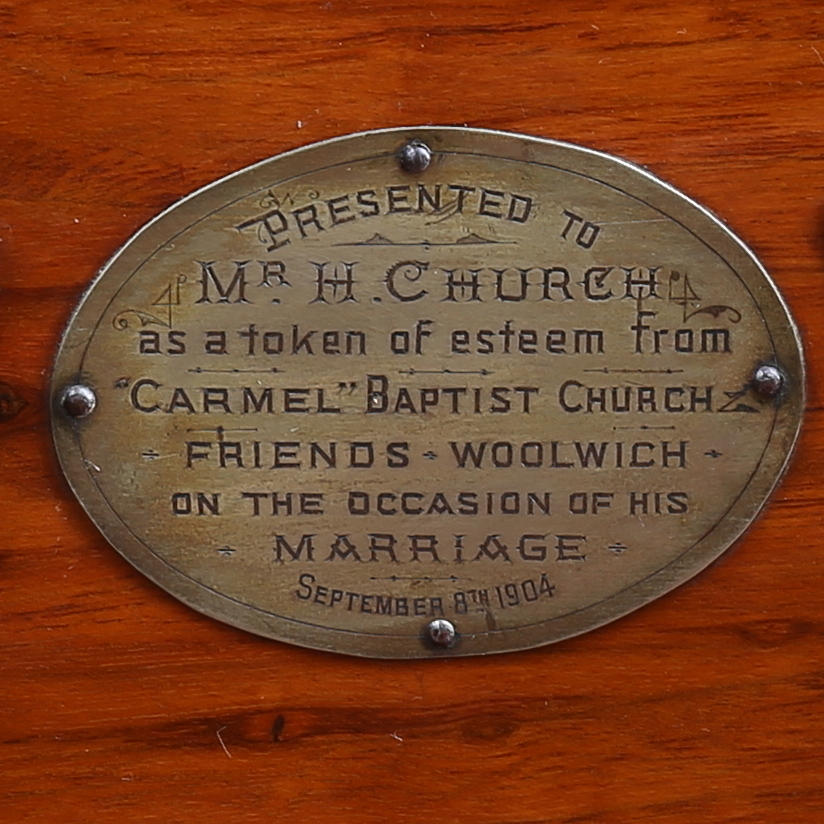 PRESENTED TO
MR. H. CHURCH
as a token of esteem from
"CARMEL" BAPTIST CHURCH
FRIENDS WOOLWICH
ON THE OCCASION OF HIS
MARRIAGE
SEPTEMBER 8TH 1904